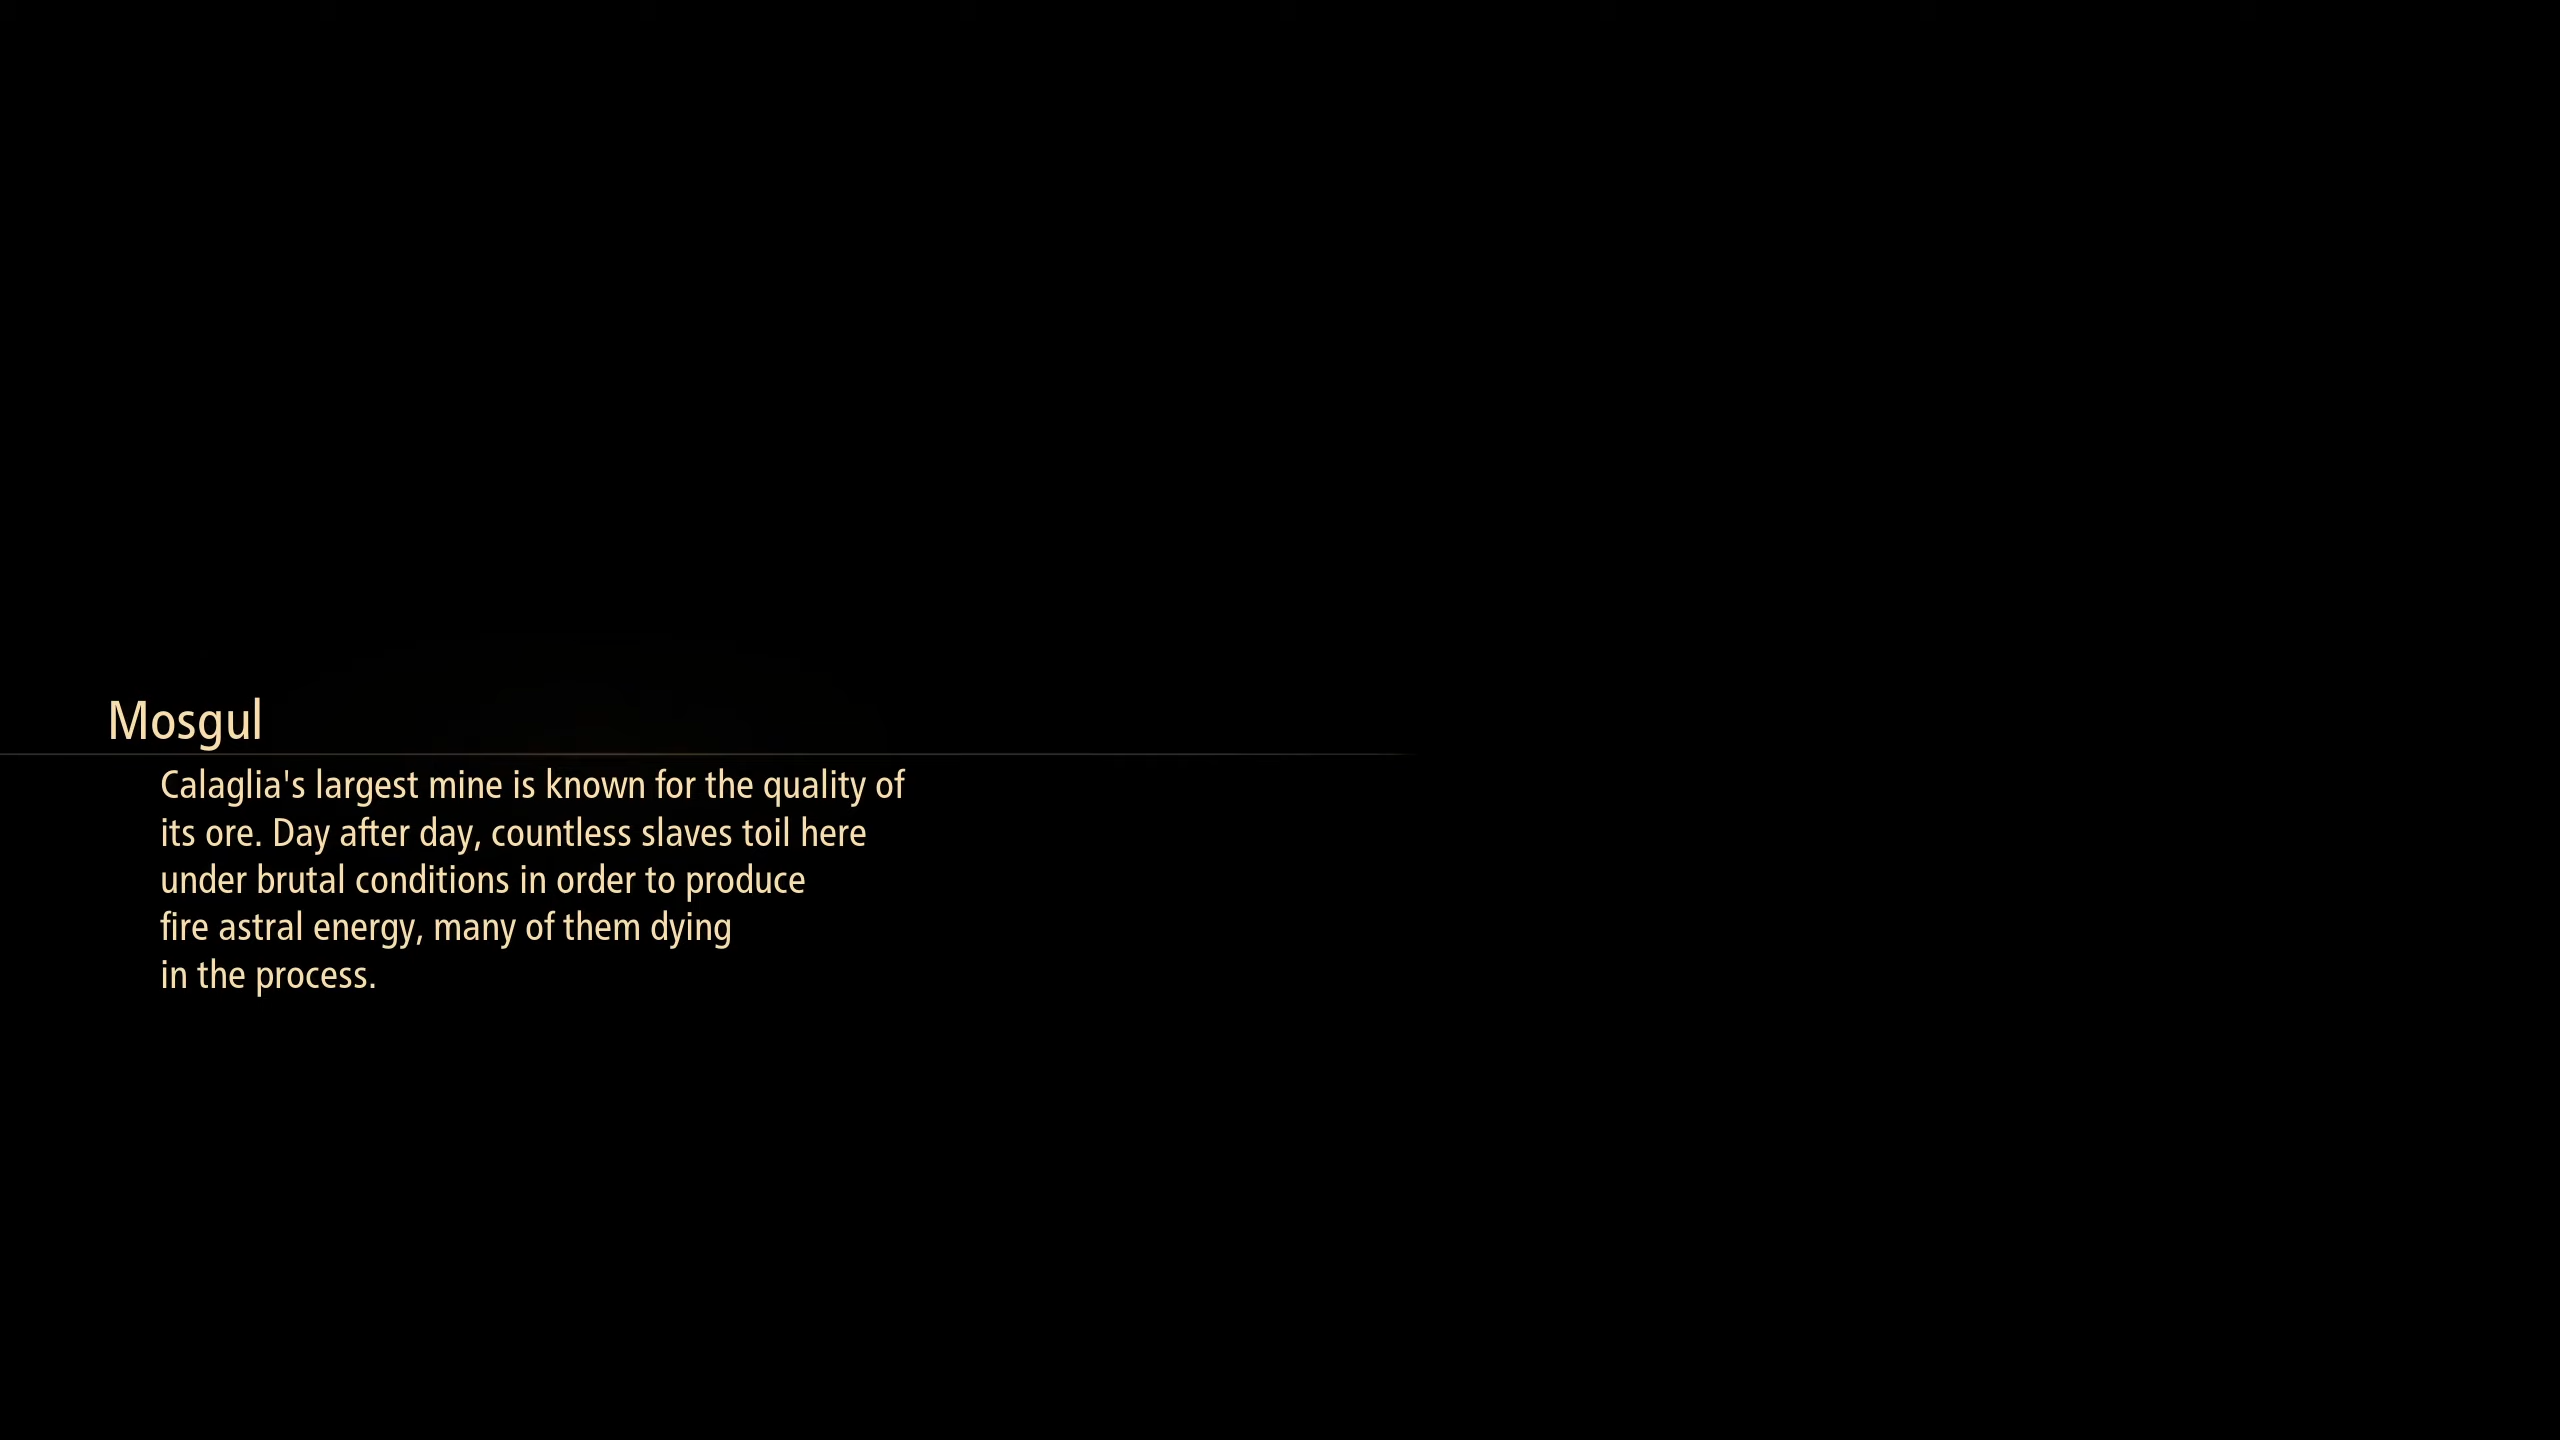 Mosgul
Calaglia's largest mine is known for the quality of
its ore. Day after day, countless slaves toil here
under brutal conditions in order to produce
fire astral energy, many of them dying
in the process.